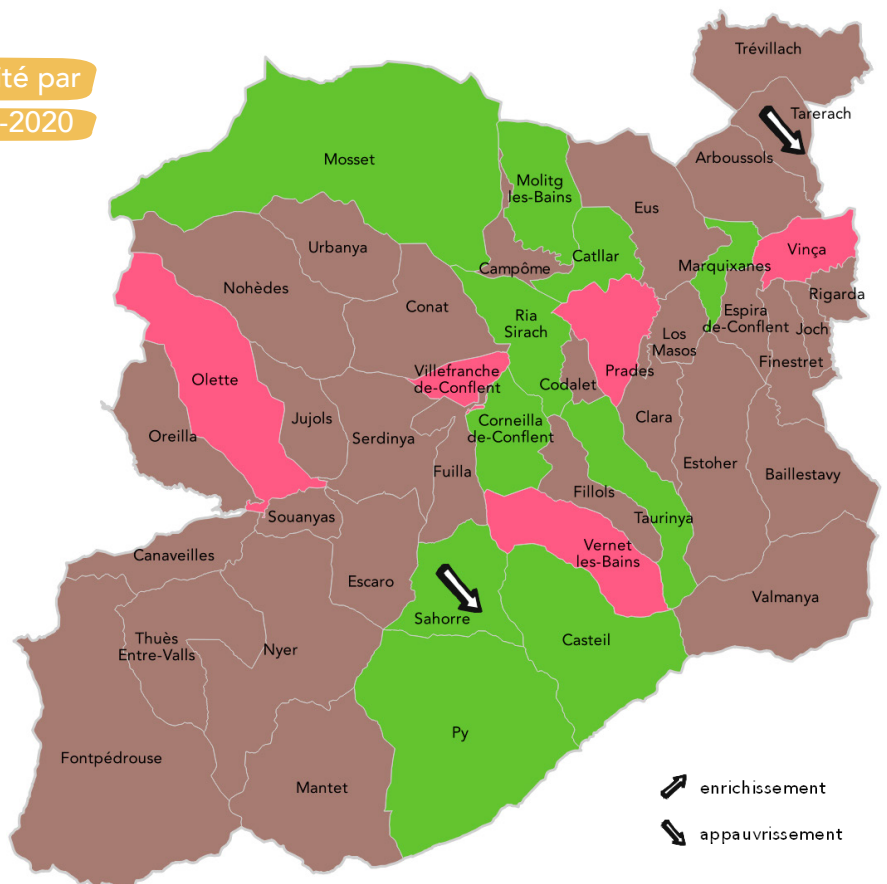 té par
-2020
Trévillach
Tarerach
Arboussols
Mosset
Molitg
les-Bains
Eus
Urbanya
Catllar
Vinça
Campôme
Marquixanes
Nohèdes
Rigarda
Conat
Ria
Sirach
Espira
de-Conflent
Joch
Los
Masos
Finestret
Villefranche
de-Conflent
Prades
Olette
Codalet
Jujols
Corneilla
de-Conflent
Clara
Oreilla
Serdinya
Fuilla
Estoher
Baillestavy
Fillols
Souanyas
Taurinya
Canaveilles
Vernet
les-Bains
Escaro
Valmanya
Sahorre
Thuès
Entre-Valls
Nyer
Casteil
Py
Fontpédrouse
Mantet
enrichissement
appauvrissement